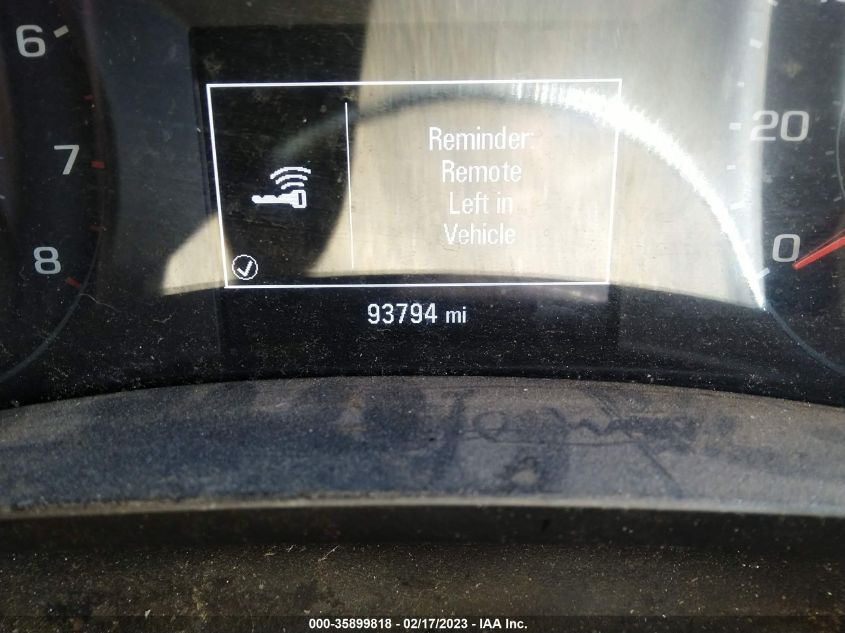 6
7
8
Reminder:
Remote
Left in
Vehicle
20
0
93794 mi
000-35899818 - 02/17/2023 - IAA Inc.